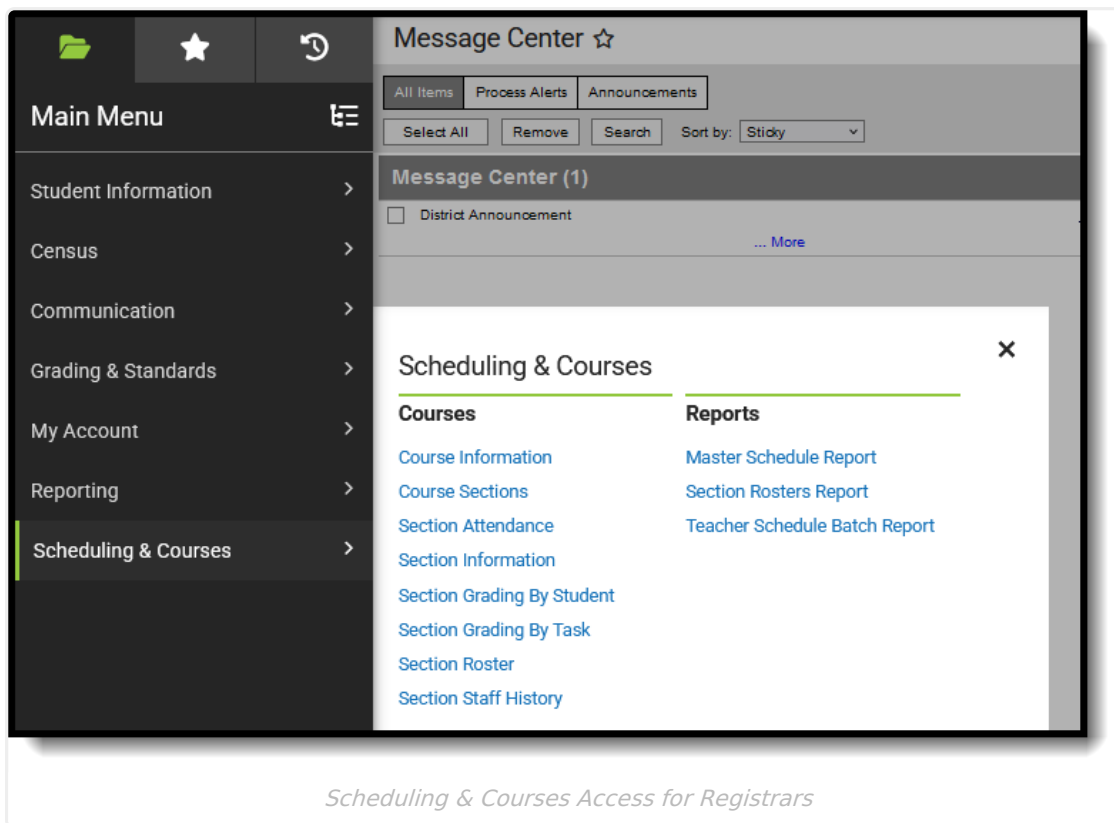 Message Center
Main Menu
All Items Process Alerts Announcements
Select All Remove Search Sort by: Sticky
Message Center (1)
District Announcement
... More
Student Information
Census
Communication
Grading & Standards
My Account
Reporting
Scheduling & Courses
Scheduling & Courses
Courses
Course Information
Course Sections
Section Attendance
Section Information
Section Grading By Student
Section Grading By Task
Section Roster
Section Staff History
Reports
Master Schedule Report
Section Rosters Report
Teacher Schedule Batch Report
Scheduling & Courses Access for Registrars